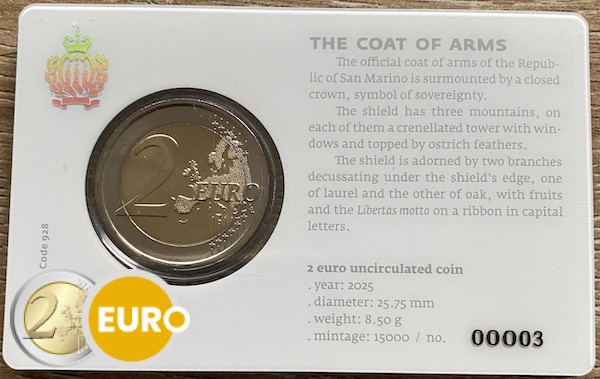 THE COAT OF ARMS
The official coat of arms of the Repub-
lic of San Marino is surmounted by a closed
crown, symbol of sovereignty.
The shield has three mountains, on
each of them a crenellated tower with win-
dows and topped by ostrich feathers.
The shield is adorned by two branches
decussating under the shield's edge, one
of laurel and the other of oak, with fruits
and the Libertas motto on a ribbon in capital
letters.
2 euro uncirculated coin
. year: 2025
. diameter: 25.75 mm
. weight: 8.50 g
. mintage: 15000 / no. 00003
2 EURO
Code 928
2 EURO